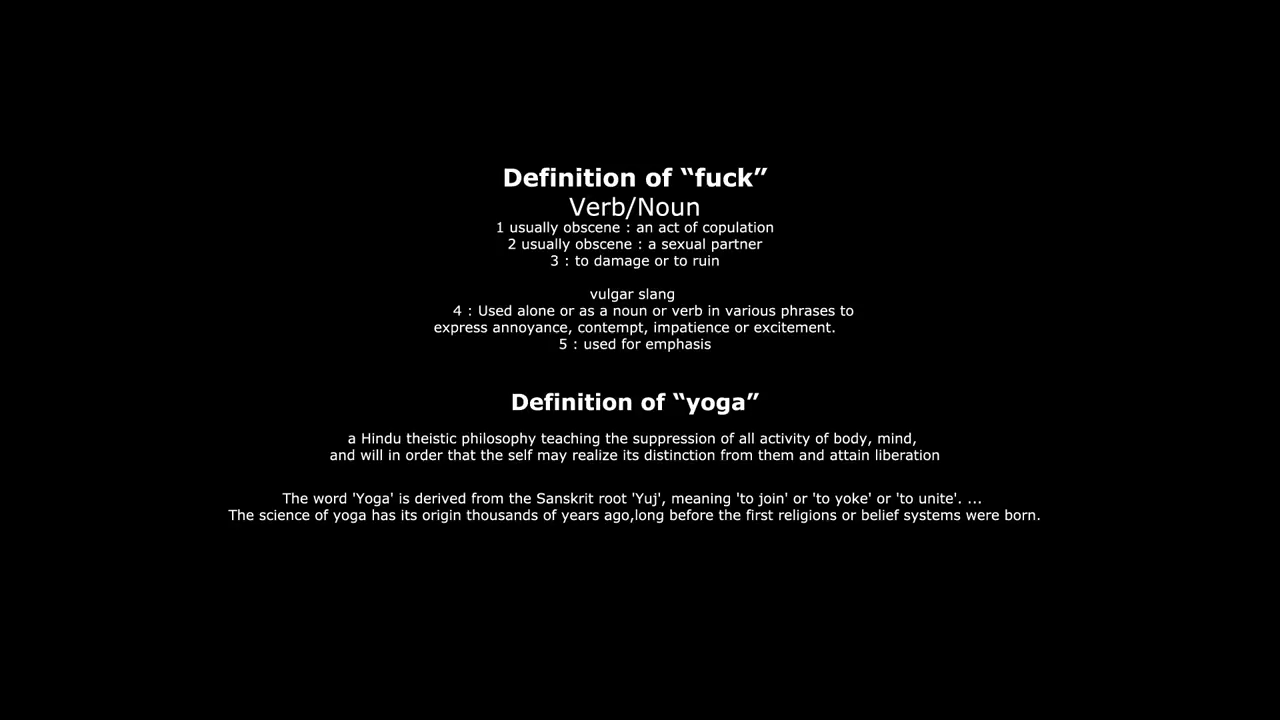 Definition of “fuck”
Verb/Noun
1 usually obscene : an act of copulation
2 usually obscene : a sexual partner
3 : to damage or to ruin
vulgar slang
4 : Used alone or as a noun or verb in various phrases to
express annoyance, contempt, impatience or excitement.
5 : used for emphasis
Definition of “yoga”
a Hindu theistic philosophy teaching the suppression of all activity of body, mind,
and will in order that the self may realize its distinction from them and attain liberation
The word 'Yoga' is derived from the Sanskrit root 'Yuj', meaning 'to join' or 'to yoke' or 'to unite'. ...
The science of yoga has its origin thousands of years ago,long before the first religions or belief systems were born.